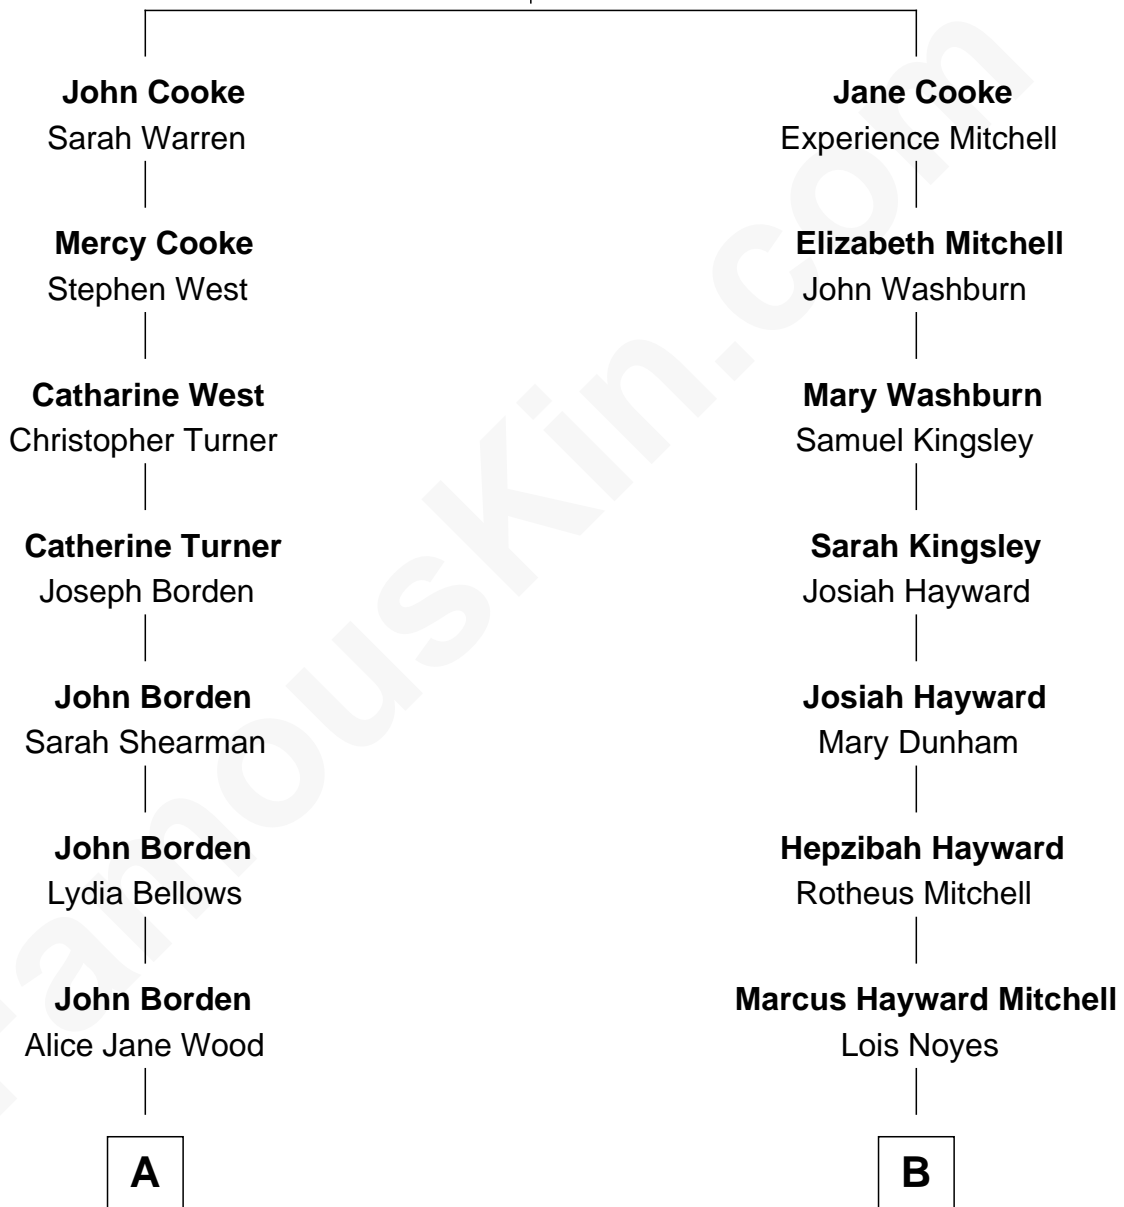 John Cooke
Sarah Warren
Mercy Cooke
Stephen West
Catharine West
Christopher Turner
Catherine Turner
Joseph Borden
John Borden
Sarah Shearman
John Borden
Lydia Bellows
John Borden
Alice Jane Wood
A
Jane Cooke
Experience Mitchell
Elizabeth Mitchell
John Washburn
Mary Washburn
Samuel Kingsley
Sarah Kingsley
Josiah Hayward
Josiah Hayward
Mary Dunham
Hepzibah Hayward
Rotheus Mitchell
Marcus Hayward Mitchell
Lois Noyes
B
FamousKin.com